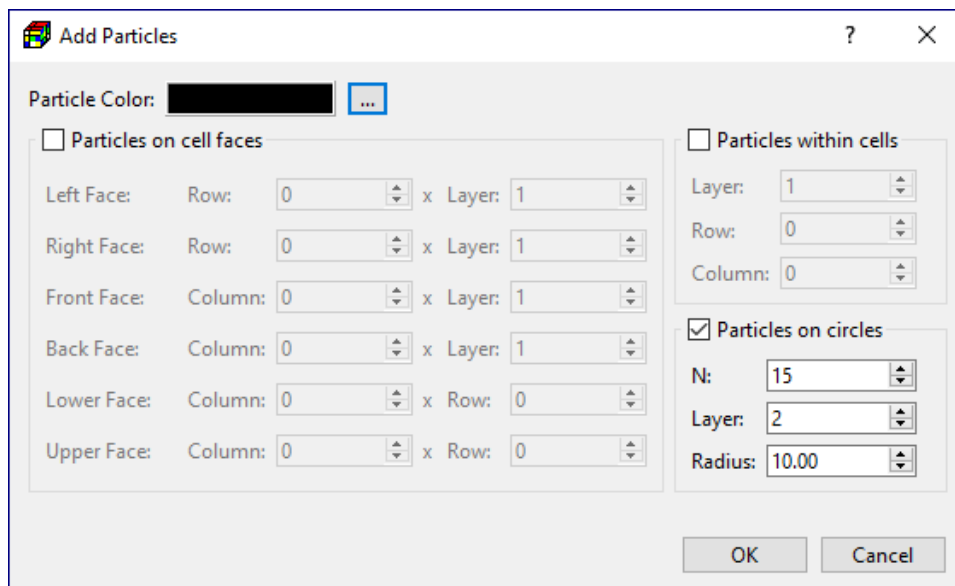 Add Particles ?
Particle Color: ...
Particles on cell faces
Left Face: Row: 0 x Layer: 1
Right Face: Row: 0 x Layer: 1
Front Face: Column: 0 x Layer: 1
Back Face: Column: 0 x Layer: 1
Lower Face: Column: 0 x Row: 0
Upper Face: Column: 0 x Row: 0
Particles within cells
Layer: 1
Row: 0
Column: 0
Particles on circles
N: 15
Layer: 2
Radius: 10.00
OK Cancel